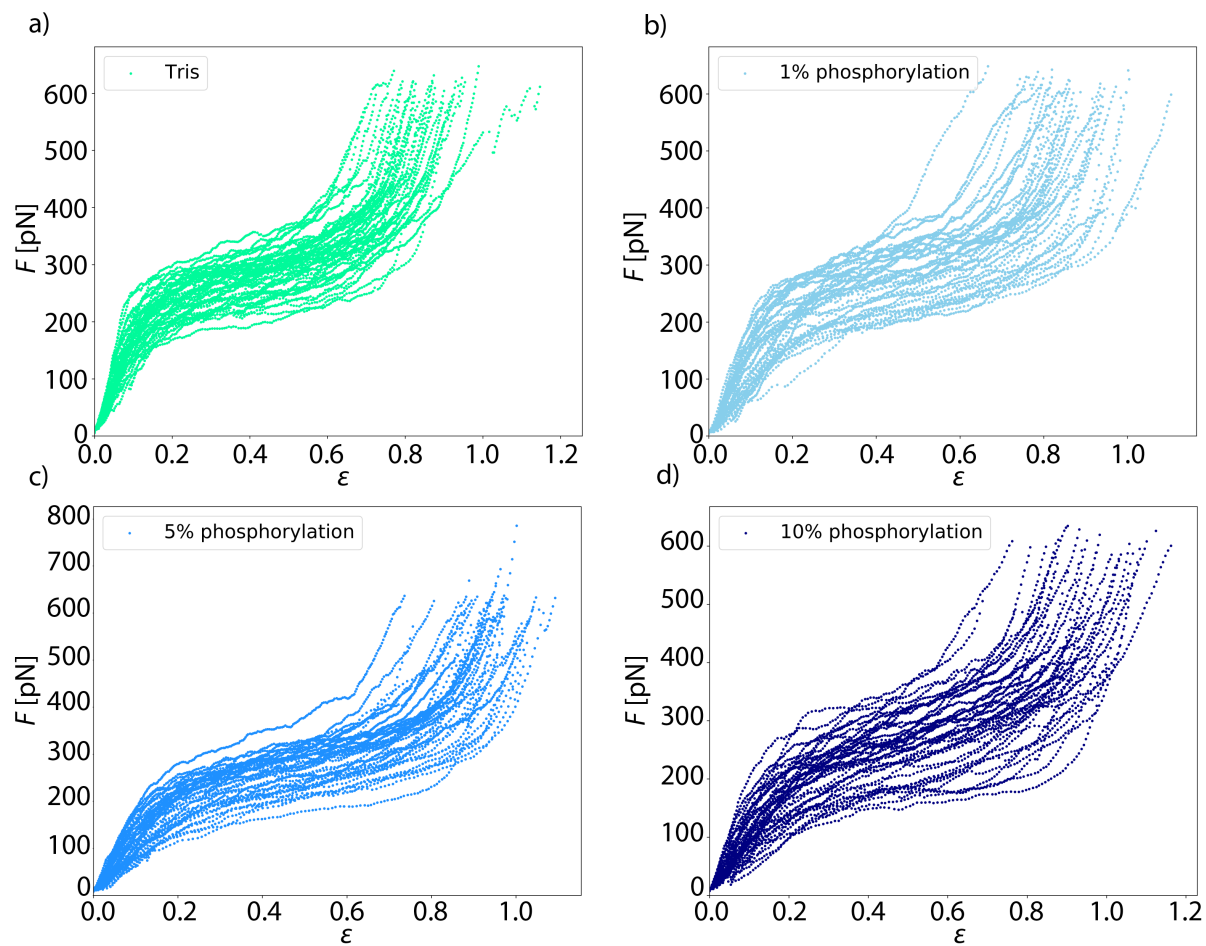 a)
Tris
F [pN]
600
500
400
300
200
100
0
0.0 0.2 0.4 0.6 0.8 1.0 1.2
ε
b)
1% phosphorylation
F [pN]
600
500
400
300
200
100
0
0.0 0.2 0.4 0.6 0.8 1.0
ε
c)
5% phosphorylation
F [pN]
800
700
600
500
400
300
200
100
0
0.0 0.2 0.4 0.6 0.8 1.0
ε
d)
10% phosphorylation
F [pN]
600
500
400
300
200
100
0
0.0 0.2 0.4 0.6 0.8 1.0 1.2
ε